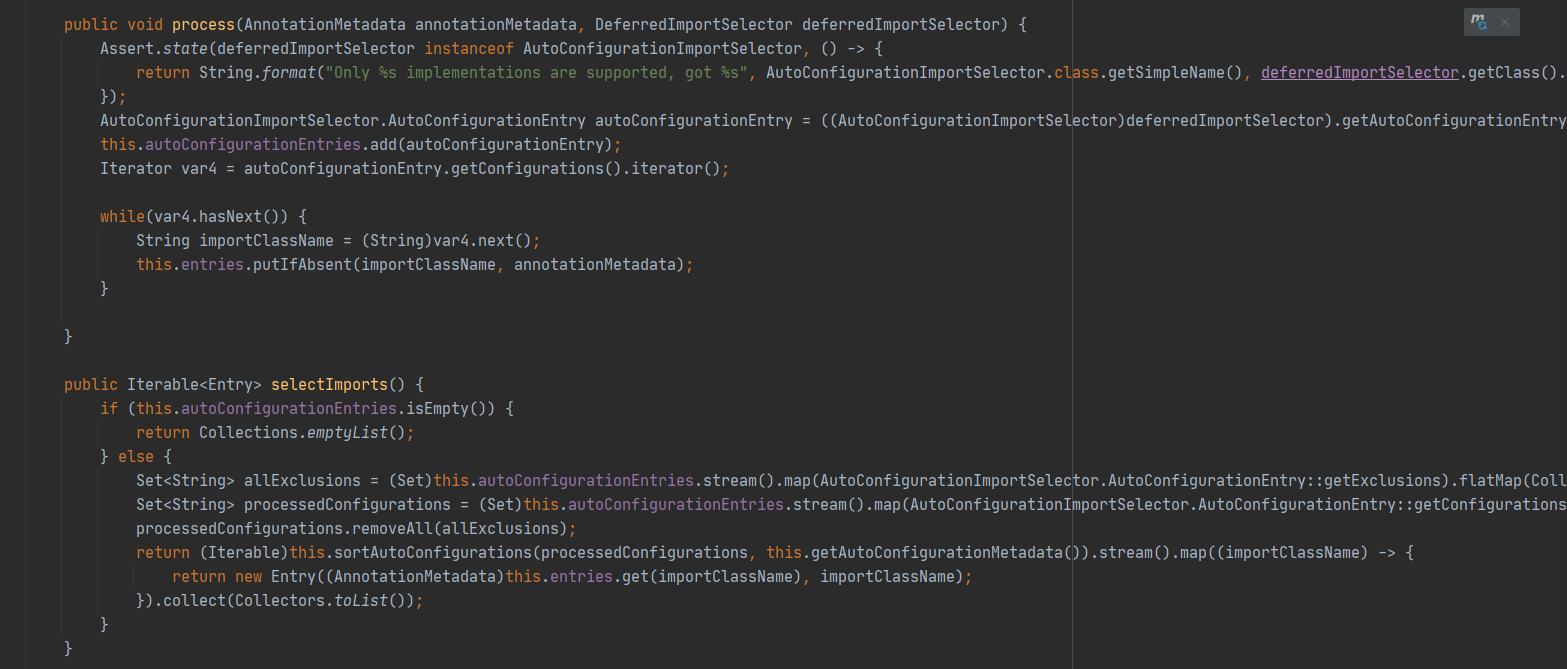 public void process(AnnotationMetadata annotationMetadata, DeferredImportSelector deferredImportSelector) {
    Assert.state(deferredImportSelector instanceof AutoConfigurationImportSelector, () -> {
        return String.format("Only %s implementations are supported, got %s", AutoConfigurationImportSelector.class.getSimpleName(), deferredImportSelector.getClass().
    });
    AutoConfigurationImportSelector.AutoConfigurationEntry autoConfigurationEntry = ((AutoConfigurationImportSelector)deferredImportSelector).getAutoConfigurationEntry
    this.autoConfigurationEntries.add(autoConfigurationEntry);
    Iterator var4 = autoConfigurationEntry.getConfigurations().iterator();
    while(var4.hasNext()) {
        String importClassName = (String)var4.next();
        this.entries.putIfAbsent(importClassName, annotationMetadata);
    }
}
public Iterable<Entry> selectImports() {
    if (this.autoConfigurationEntries.isEmpty()) {
        return Collections.emptyList();
    } else {
        Set<String> allExclusions = (Set)this.autoConfigurationEntries.stream().map(AutoConfigurationImportSelector.AutoConfigurationEntry::getExclusions).flatMap(Coll
        Set<String> processedConfigurations = (Set)this.autoConfigurationEntries.stream().map(AutoConfigurationImportSelector.AutoConfigurationEntry::getConfigurations
        processedConfigurations.removeAll(allExclusions);
        return (Iterable)this.sortAutoConfigurations(processedConfigurations, this.getAutoConfigurationMetadata()).stream().map((importClassName) -> {
            return new Entry((AnnotationMetadata)this.entries.get(importClassName), importClassName);
        }).collect(Collectors.toList());
    }
}